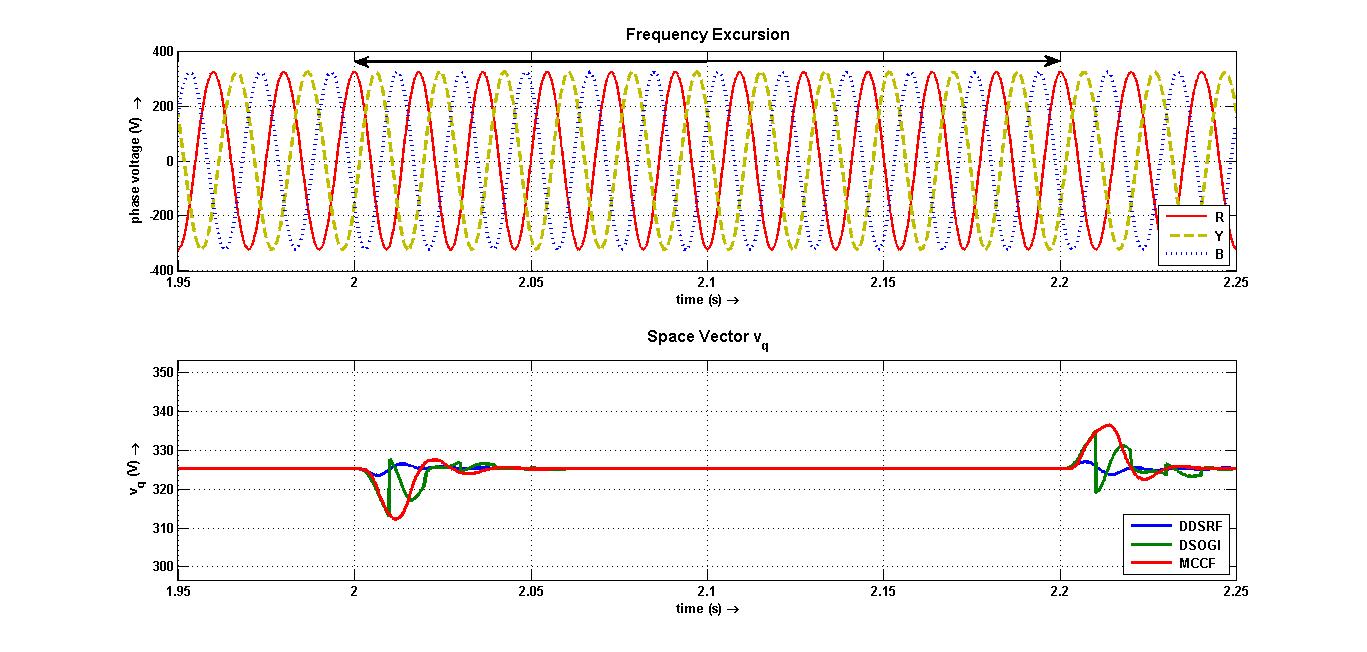 Frequency Excursion
400
200
0
-200
-400
phase voltage (V) →
R
Y
B
1.95 2 2.05 2.1 2.15 2.2 2.25
time (s) →
Space Vector vq
350
340
330
320
310
300
vq (V) →
DDSRF
DSOGI
MCCF
1.95 2 2.05 2.1 2.15 2.2 2.25
time (s) →